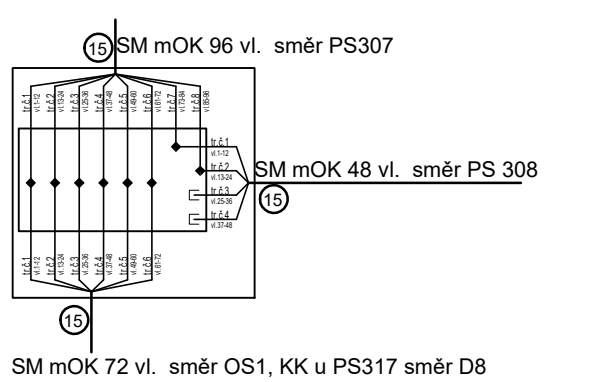 15 SM mOK 96 vl. směr PS307
tr.č.1
vl.1-12
tr.č.2
vl.13-24
tr.č.3
vl.25-36
tr.č.4
vl.37-48
tr.č.5
vl.49-60
tr.č.6
vl.61-72
tr.č.7
vl.73-84
tr.č.8
vl.85-96
tr.č.1
vl.1-12
tr.č.2
vl.13-24
tr.č.3
vl.25-36
tr.č.4
vl.37-48
SM mOK 48 vl. směr PS 308
15
tr.č.1
vl.1-12
tr.č.2
vl.13-24
tr.č.3
vl.25-36
tr.č.4
vl.37-48
tr.č.5
vl.49-60
tr.č.6
vl.61-72
15
SM mOK 72 vl. směr OS1, KK u PS317 směr D8